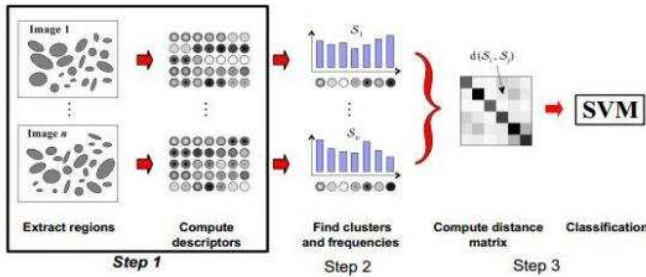 Image 1
Image n
S1
Sn
d (Si , Sj)
SVM
Extract regions
Compute
descriptors
Find clusters
and frequencies
Compute distance
matrix
Classification
Step 1
Step 2
Step 3